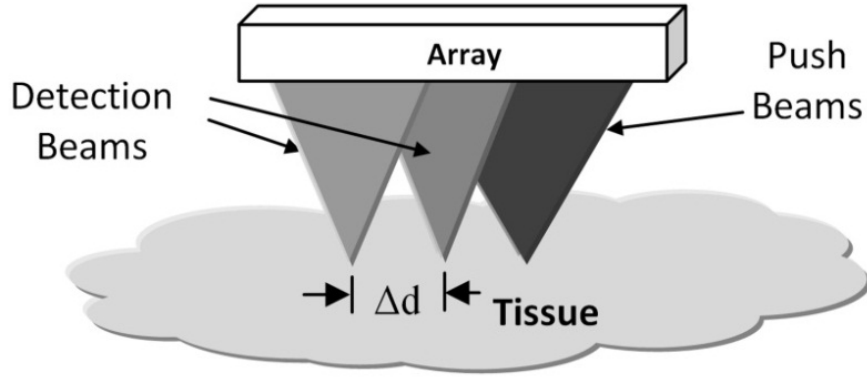 Array
Detection
Beams
Push
Beams
Δd
Tissue